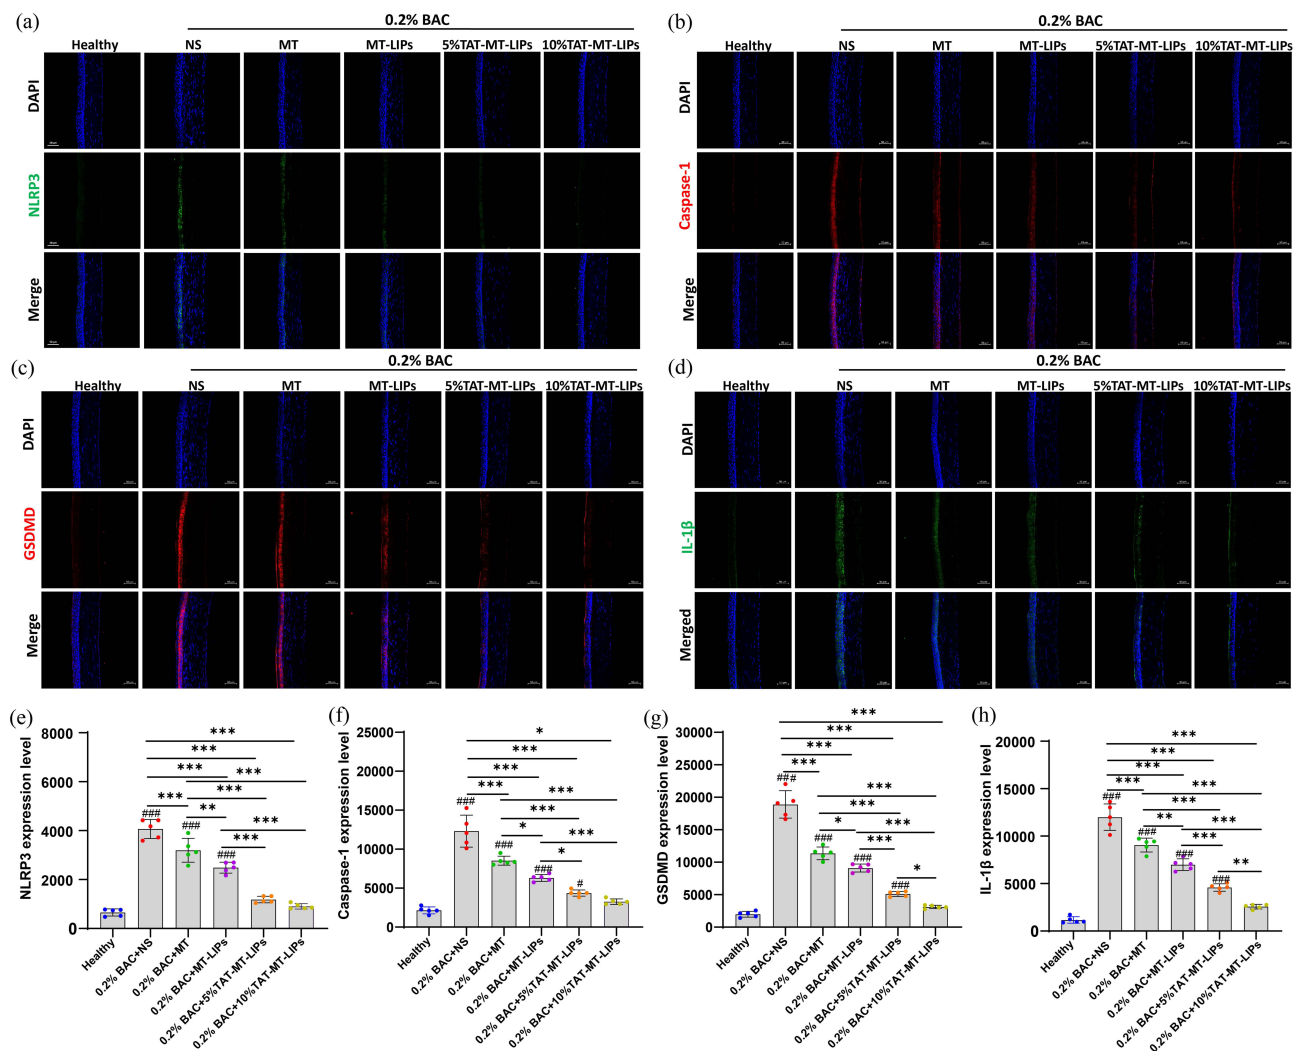 (a)
0.2% BAC
Healthy NS MT MT-LIPs 5%TAT-MT-LIPs 10%TAT-MT-LIPs
DAPI
NLRP3
Merge
(b)
0.2% BAC
Healthy NS MT MT-LIPs 5%TAT-MT-LIPs 10%TAT-MT-LIPs
DAPI
Caspase-1
Merge
(c)
0.2% BAC
Healthy NS MT MT-LIPs 5%TAT-MT-LIPs 10%TAT-MT-LIPs
DAPI
GSDMD
Merge
(d)
0.2% BAC
Healthy NS MT MT-LIPs 5%TAT-MT-LIPs 10%TAT-MT-LIPs
DAPI
IL-1β
Merged
(e)
NLRP3 expression level
8000
6000
4000
2000
0
***
***
*** ***
*** ***
** ***
***
### ### ###
Healthy
0.2% BAC+NS
0.2% BAC+MT
0.2% BAC+MT-LIPs
0.2% BAC+5%TAT-MT-LIPs
0.2% BAC+10%TAT-MT-LIPs
(f)
Caspase-1 expression level
25000
20000
15000
10000
5000
0
*
***
***
*** ***
***
* ***
*
### ### ### #
Healthy
0.2% BAC+NS
0.2% BAC+MT
0.2% BAC+MT-LIPs
0.2% BAC+5%TAT-MT-LIPs
0.2% BAC+10%TAT-MT-LIPs
(g)
GSDMD expression level
30000
25000
20000
15000
10000
5000
0
***
***
***
***
***
***
* ***
***
*
### ### ### ###
Healthy
0.2% BAC+NS
0.2% BAC+MT
0.2% BAC+MT-LIPs
0.2% BAC+5%TAT-MT-LIPs
0.2% BAC+10%TAT-MT-LIPs
(h)
IL-1β expression level
20000
15000
10000
5000
0
***
***
***
*** ***
***
** ***
***
**
### ### ### ###
Healthy
0.2% BAC+NS
0.2% BAC+MT
0.2% BAC+MT-LIPs
0.2% BAC+5%TAT-MT-LIPs
0.2% BAC+10%TAT-MT-LIPs